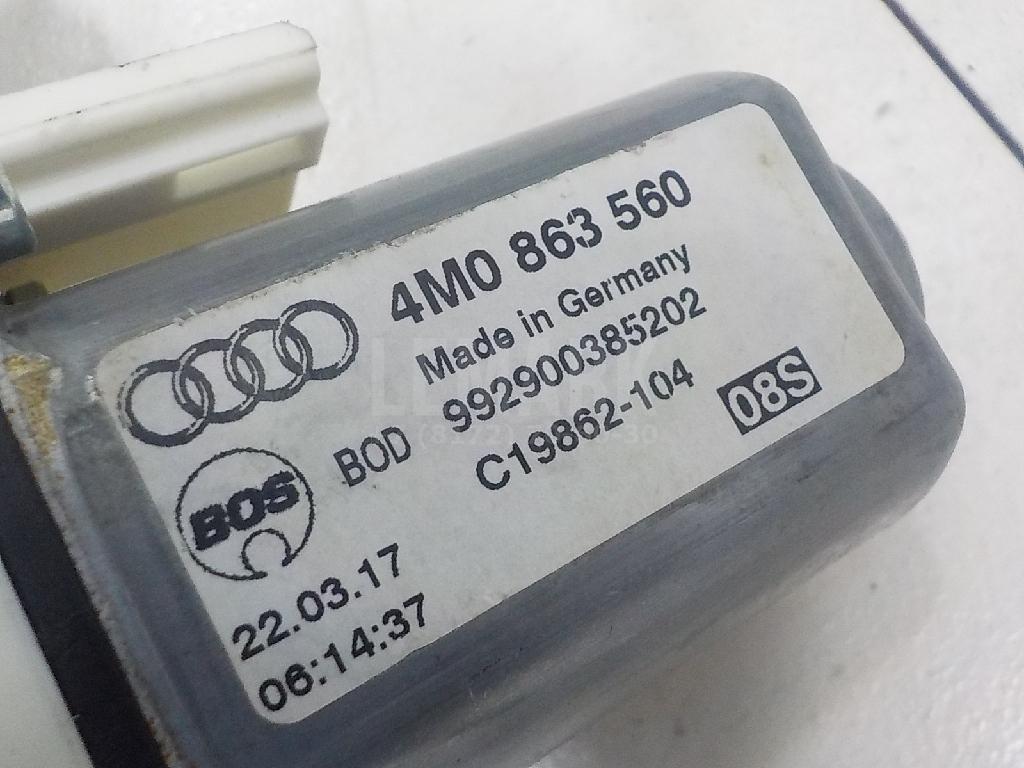 4M0 863 560
Made in Germany
BOD 992900385202
C19862-104
08S
BOS
22.03.17
06:14:37